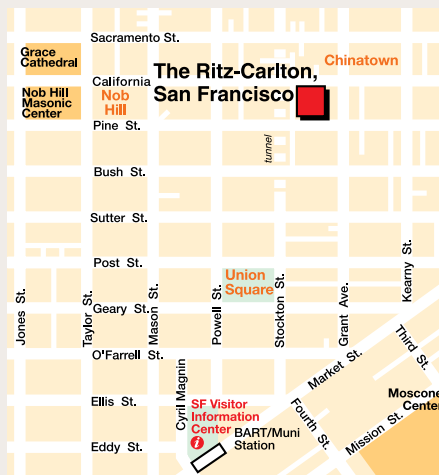 Sacramento St.
Grace
Cathedral
Chinatown
The Ritz-Carlton,
San Francisco
California
Nob Hill
Masonic
Center
Nob
Hill
Pine St.
tunnel
Bush St.
Sutter St.
Post St.
Union
Square
Jones St.
Taylor St.
Mason St.
Powell St.
Stockton St.
Grant Ave.
Kearny St.
Geary St.
O'Farrell St.
Market St.
Third St.
Cyril Magnin
Ellis St.
SF Visitor
Information
Center
i
BART/Muni
Station
Fourth St.
Mission St.
Moscone
Center
Eddy St.